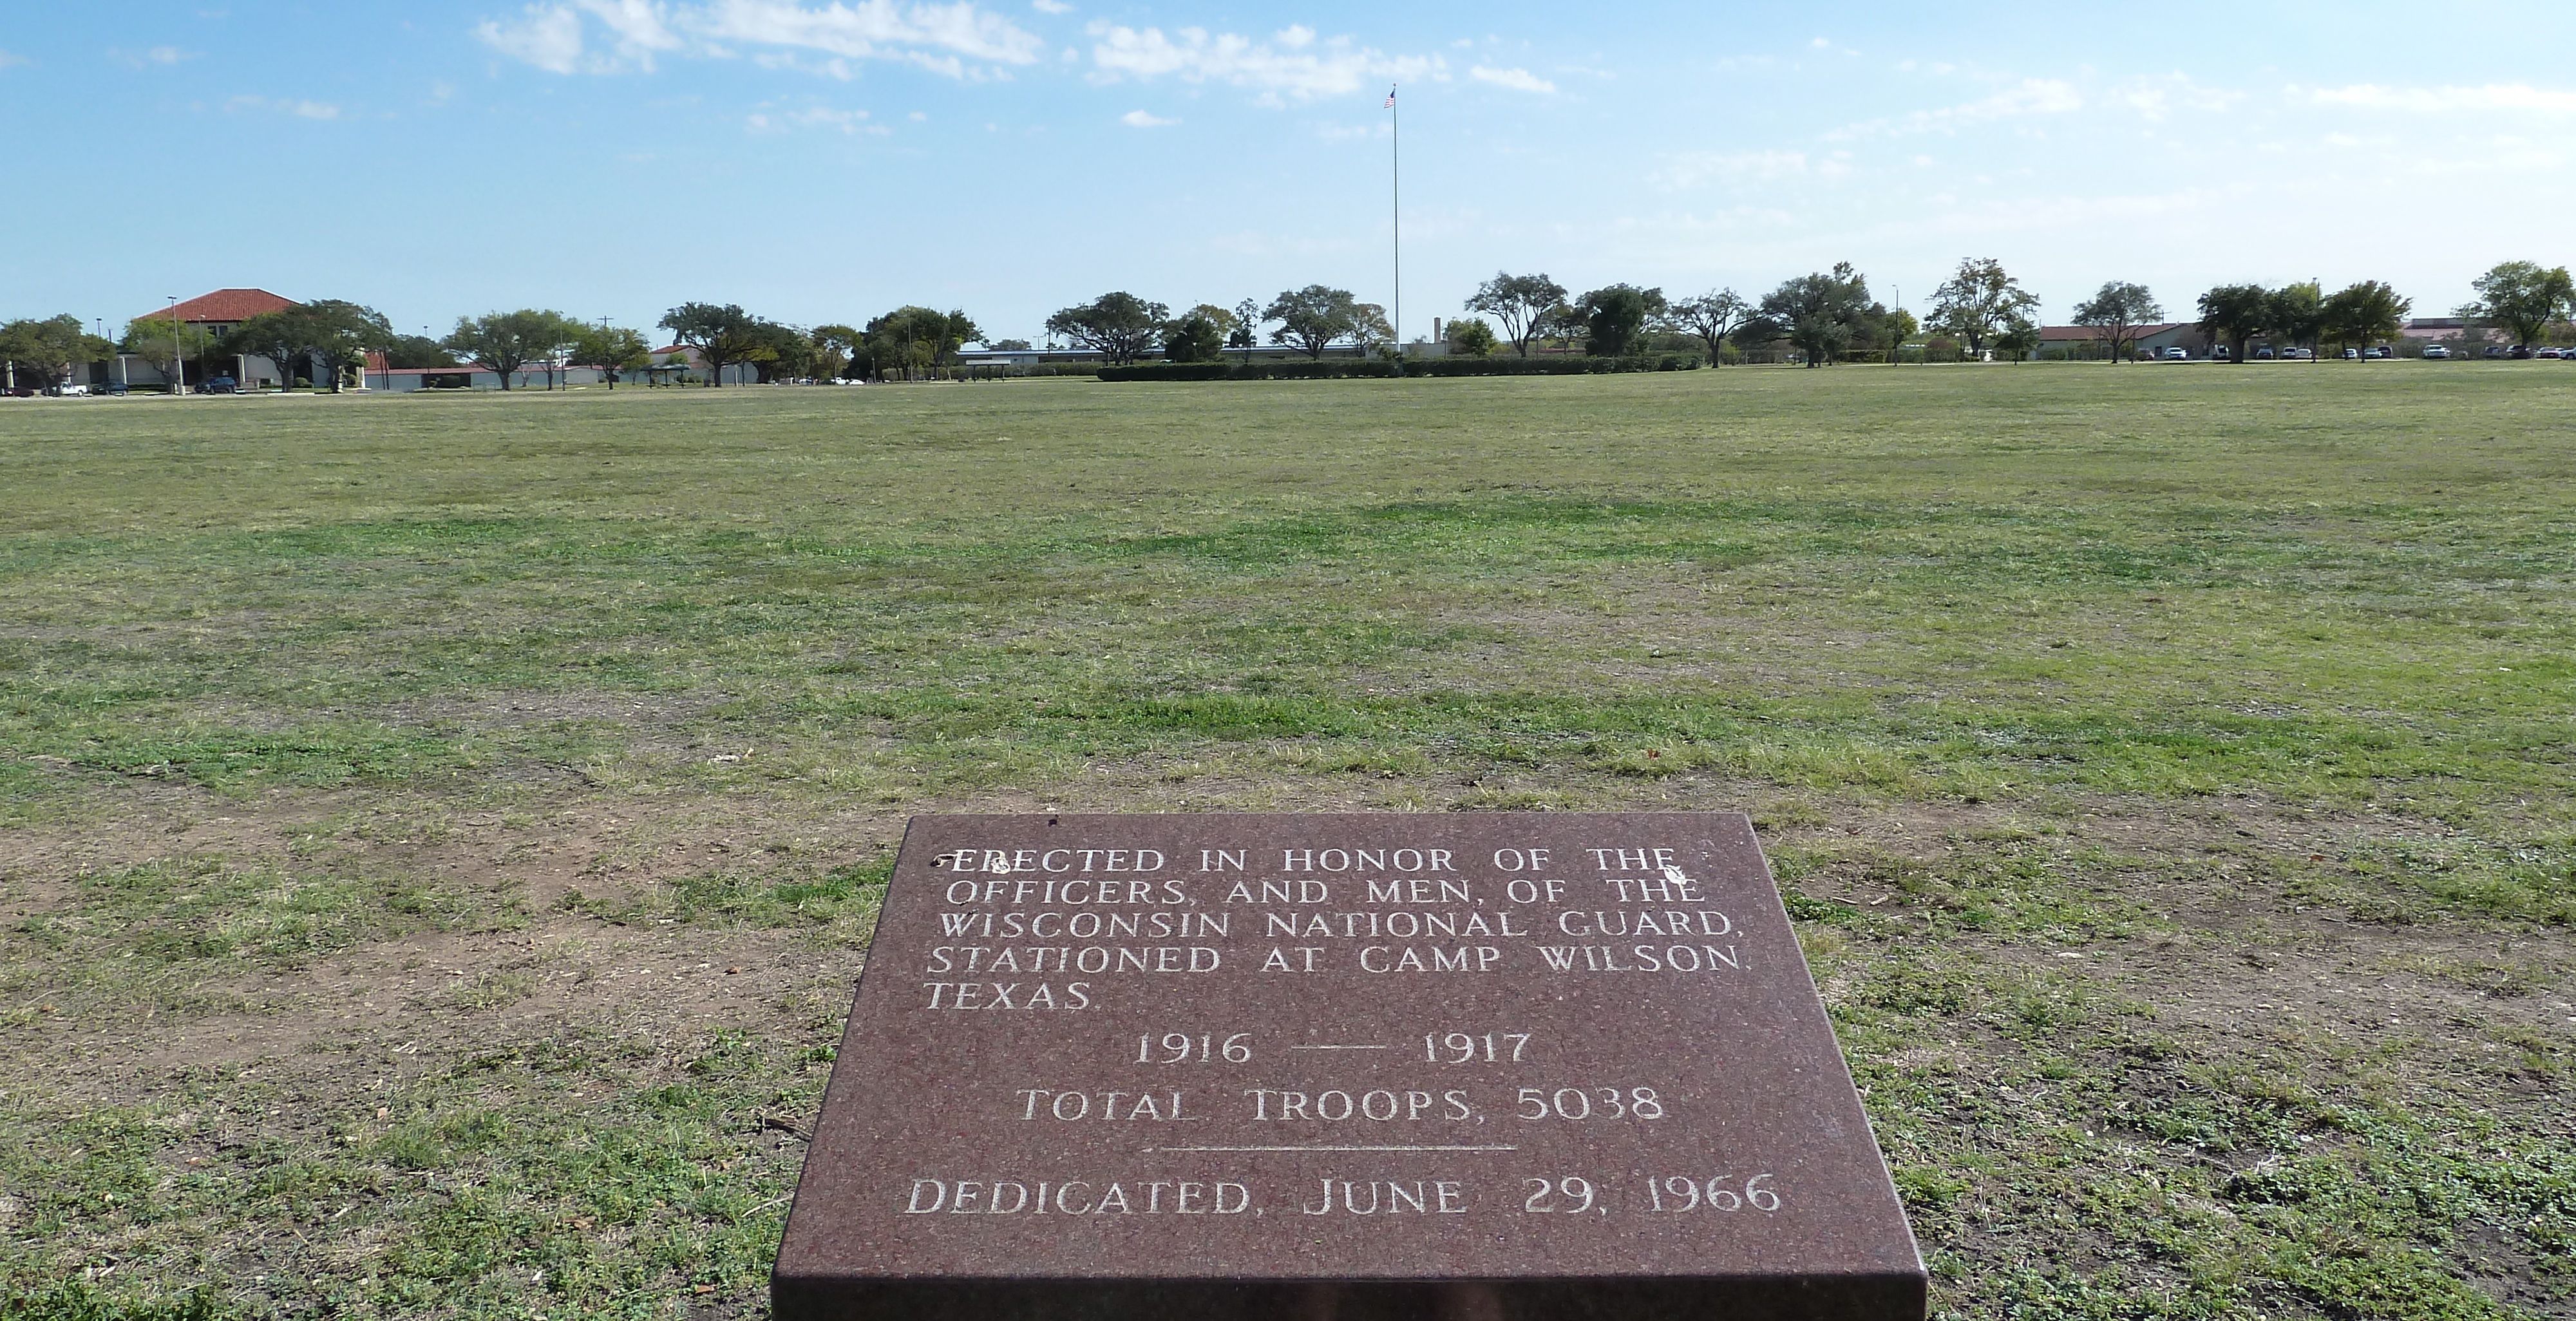 ERECTED IN HONOR OF THE
OFFICERS, AND MEN, OF THE
WISCONSIN NATIONAL GUARD,
STATIONED AT CAMP WILSON,
TEXAS.
1916 — 1917
TOTAL TROOPS, 5038
DEDICATED, JUNE 29, 1966